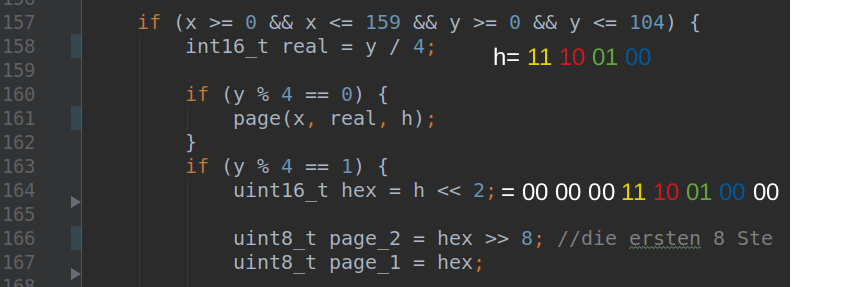 157 if (x >= 0 && x <= 159 && y >= 0 && y <= 104) {
158 int16_t real = y / 4; h= 11 10 01 00
159
160 if (y % 4 == 0) {
161 page(x, real, h);
162 }
163 if (y % 4 == 1) {
164 uint16_t hex = h << 2; = 00 00 00 11 10 01 00 00
165
166 uint8_t page_2 = hex >> 8; //die ersten 8 Ste
167 uint8_t page_1 = hex;